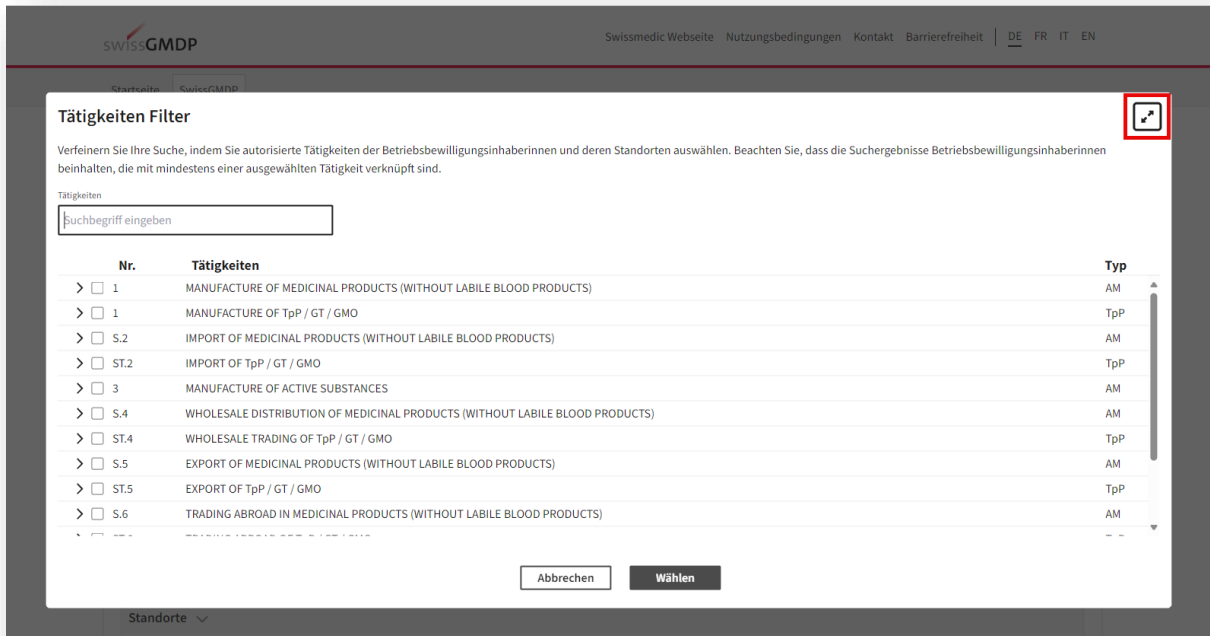 swissGMDP
Swissmedic Webseite Nutzungsbedingungen Kontakt Barrierefreiheit DE FR IT EN
Startseite SwissGMDP
Tätigkeiten Filter
Verfeinern Sie Ihre Suche, indem Sie autorisierte Tätigkeiten der Betriebsbewilligungsinhaberinnen und deren Standorten auswählen. Beachten Sie, dass die Suchergebnisse Betriebsbewilligungsinhaberinnen
beinhalten, die mit mindestens einer ausgewählten Tätigkeit verknüpft sind.
Tätigkeiten
Suchbegriff eingeben
Nr. Tätigkeiten Typ
1 MANUFACTURE OF MEDICINAL PRODUCTS (WITHOUT LABILE BLOOD PRODUCTS) AM
1 MANUFACTURE OF TpP / GT / GMO TpP
S.2 IMPORT OF MEDICINAL PRODUCTS (WITHOUT LABILE BLOOD PRODUCTS) AM
ST.2 IMPORT OF TpP / GT / GMO TpP
3 MANUFACTURE OF ACTIVE SUBSTANCES AM
S.4 WHOLESALE DISTRIBUTION OF MEDICINAL PRODUCTS (WITHOUT LABILE BLOOD PRODUCTS) AM
ST.4 WHOLESALE TRADING OF TpP / GT / GMO TpP
S.5 EXPORT OF MEDICINAL PRODUCTS (WITHOUT LABILE BLOOD PRODUCTS) AM
ST.5 EXPORT OF TpP / GT / GMO TpP
S.6 TRADING ABROAD IN MEDICINAL PRODUCTS (WITHOUT LABILE BLOOD PRODUCTS) AM
Abbrechen Wählen
Standorte